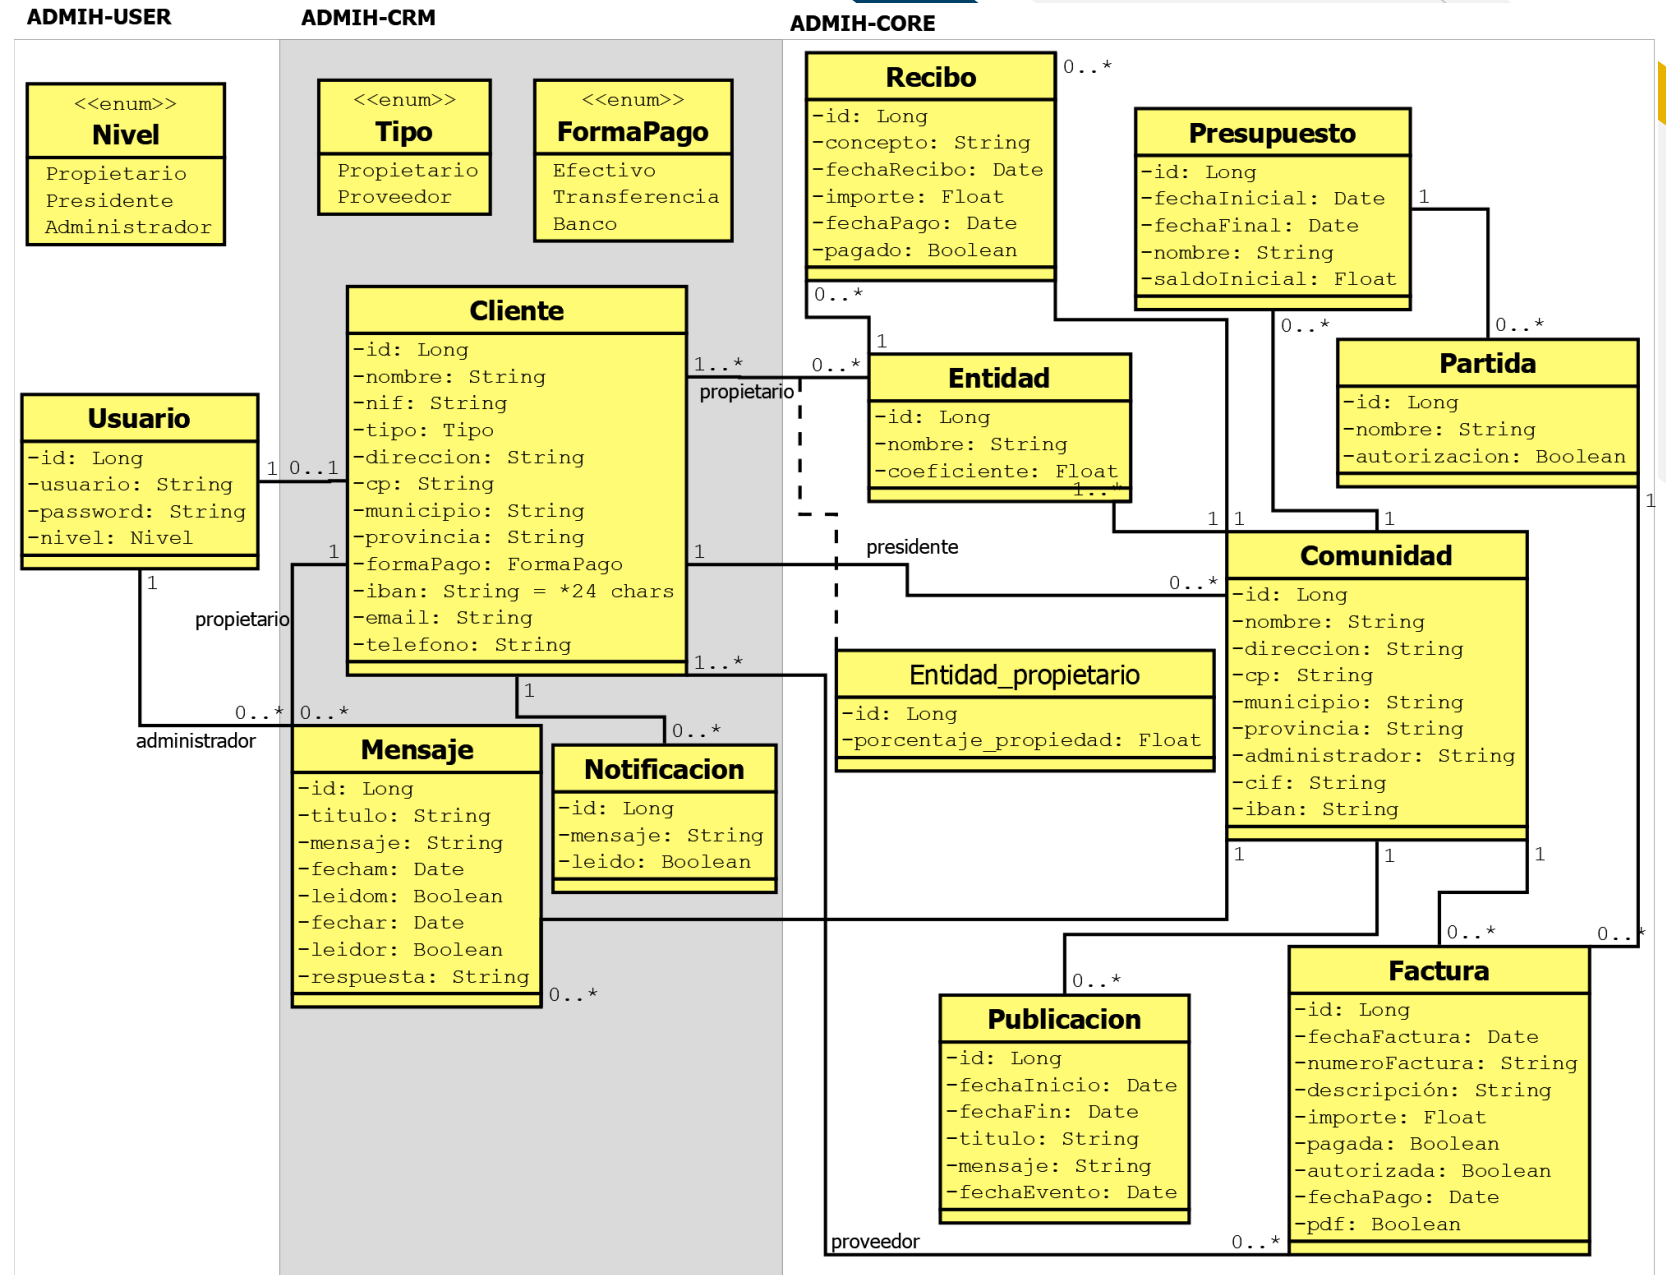 ADMIH-USER
ADMIH-CRM
ADMIH-CORE
<<enum>>
Nivel
Propietario
Presidente
Administrador
<<enum>>
Tipo
Propietario
Proveedor
<<enum>>
FormaPago
Efectivo
Transferencia
Banco
Recibo
-id: Long
-concepto: String
-fechaRecibo: Date
-importe: Float
-fechaPago: Date
-pagado: Boolean
0..*
0..*
1
Presupuesto
-id: Long
-fechaInicial: Date
-fechaFinal: Date
-nombre: String
-saldoInicial: Float
1
0..*
0..*
Cliente
-id: Long
-nombre: String
-nif: String
-tipo: Tipo
-direccion: String
-cp: String
-municipio: String
-provincia: String
-formaPago: FormaPago
-iban: String = *24 chars
-email: String
-telefono: String
1..*
propietario
0..*
Entidad
-id: Long
-nombre: String
-coeficiente: Float
1..*
Partida
-id: Long
-nombre: String
-autorizacion: Boolean
1
Usuario
-id: Long
-usuario: String
-password: String
-nivel: Nivel
1
0..1
1
1
propietario
1
presidente
0..*
1
1
1
Comunidad
-id: Long
-nombre: String
-direccion: String
-cp: String
-municipio: String
-provincia: String
-administrador: String
-cif: String
-iban: String
1
1
1
Entidad_propietario
-id: Long
-porcentaje_propiedad: Float
1..*
1
0..*
0..*
administrador
0..*
Mensaje
-id: Long
-titulo: String
-mensaje: String
-fecham: Date
-leidom: Boolean
-fechar: Date
-leidor: Boolean
-respuesta: String
0..*
Notificacion
-id: Long
-mensaje: String
-leido: Boolean
0..*
Publicacion
-id: Long
-fechaInicio: Date
-fechaFin: Date
-titulo: String
-mensaje: String
-fechaEvento: Date
0..*
0..*
Factura
-id: Long
-fechaFactura: Date
-numeroFactura: String
-descripción: String
-importe: Float
-pagada: Boolean
-autorizada: Boolean
-fechaPago: Date
-pdf: Boolean
proveedor
0..*